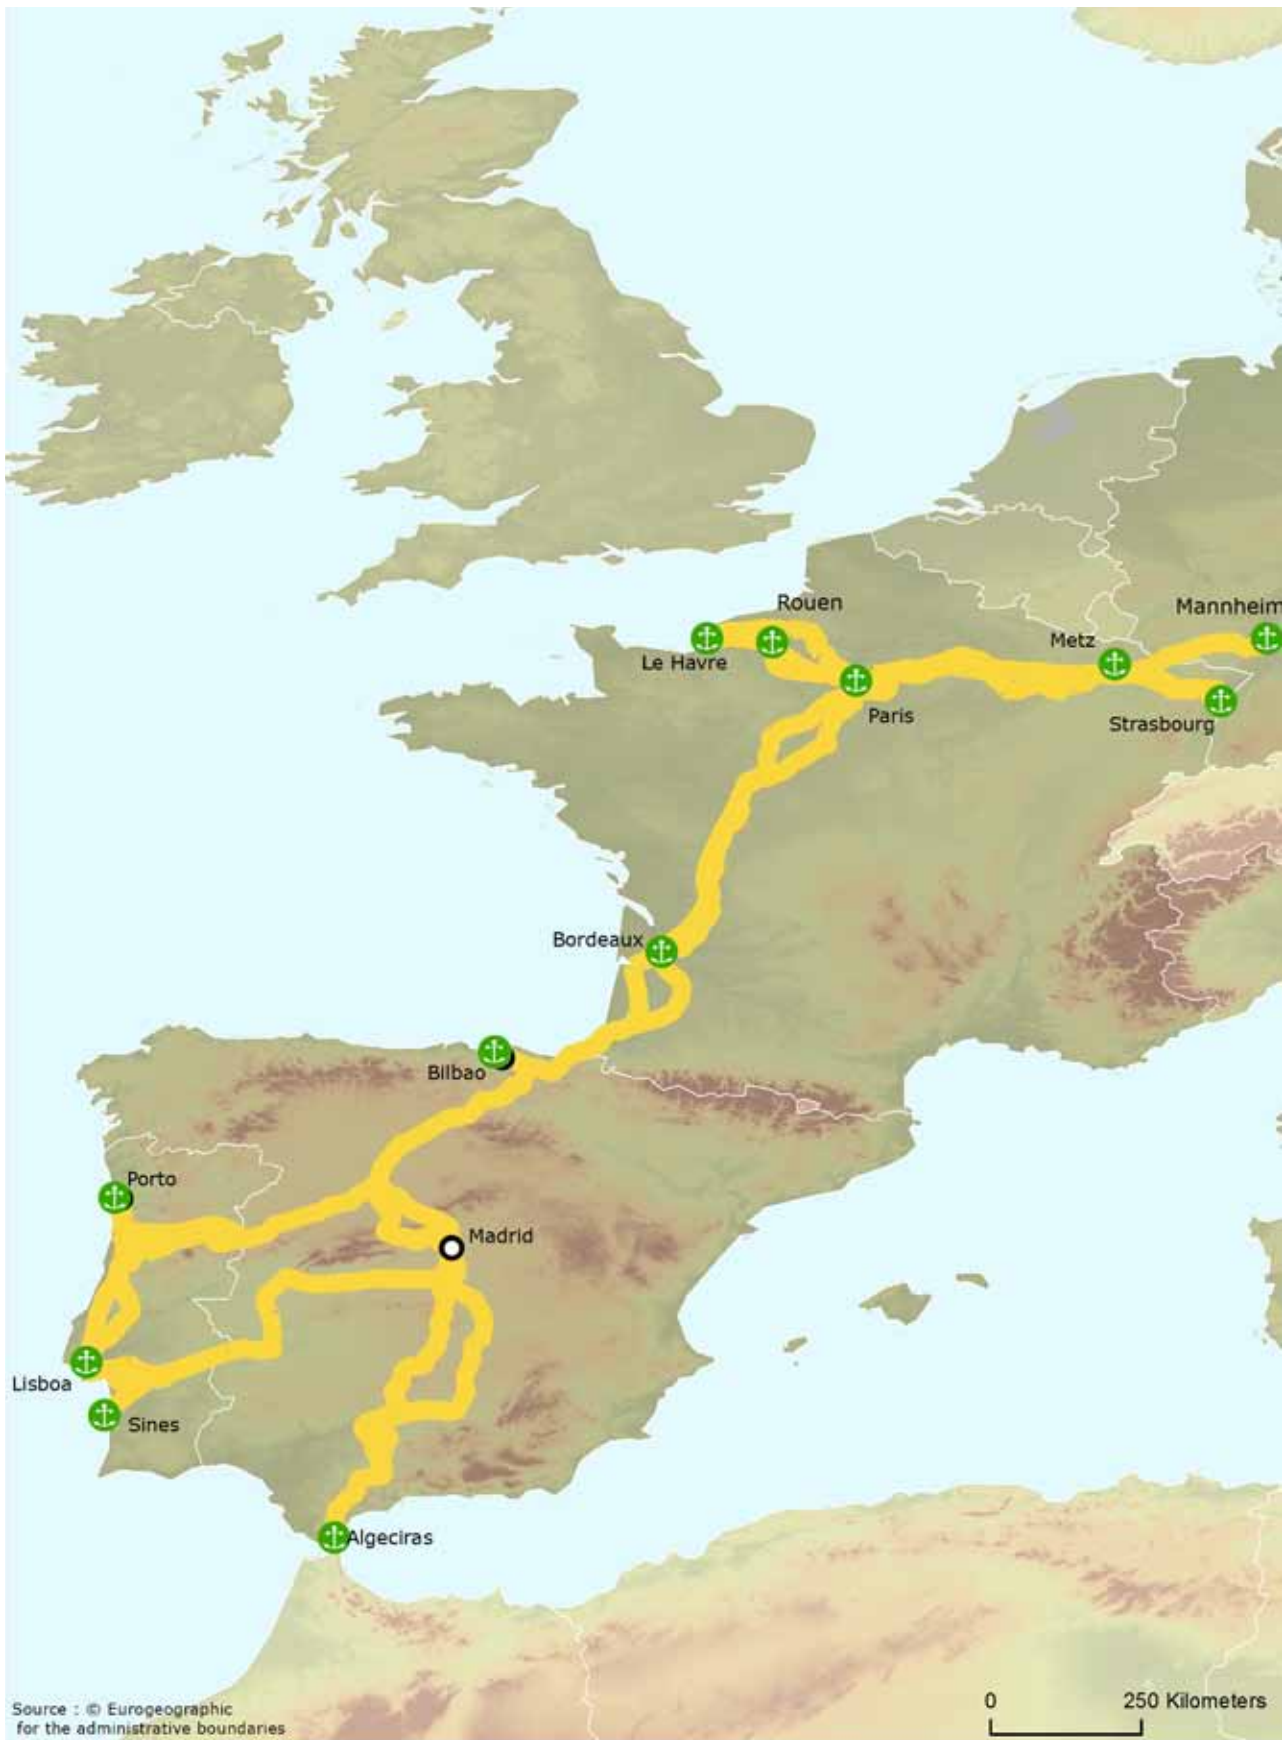 Rouen
Mannheim
Metz
Le Havre
Paris
Strasbourg
Bordeaux
Bilbao
Porto
Madrid
Lisboa
Sines
Algeciras
0 250 Kilometers
Source : © Eurogeographic
for the administrative boundaries